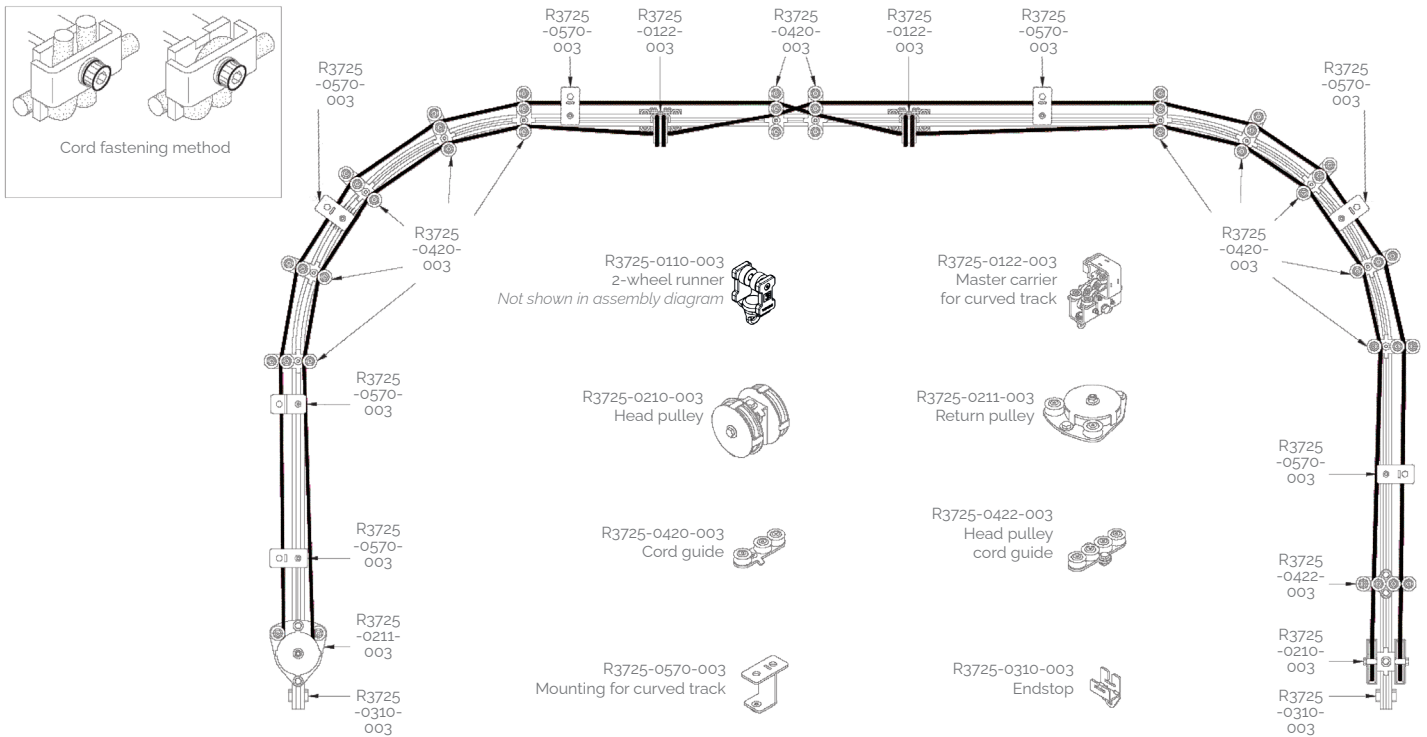 Cord fastening method
R3725
-0570-
003
R3725
-0570-
003
R3725
-0122-
003
R3725
-0420-
003
R3725
-0122-
003
R3725
-0570-
003
R3725
-0570-
003
R3725
-0420-
003
R3725
-0420-
003
R3725-0110-003
2-wheel runner
Not shown in assembly diagram
R3725-0122-003
Master carrier
for curved track
R3725
-0570-
003
R3725-0210-003
Head pulley
R3725-0211-003
Return pulley
R3725
-0570-
003
R3725
-0570-
003
R3725-0420-003
Cord guide
R3725-0422-003
Head pulley
cord guide
R3725
-0422-
003
R3725
-0211-
003
R3725-0570-003
Mounting for curved track
R3725-0310-003
Endstop
R3725
-0210-
003
R3725
-0310-
003
R3725
-0310-
003